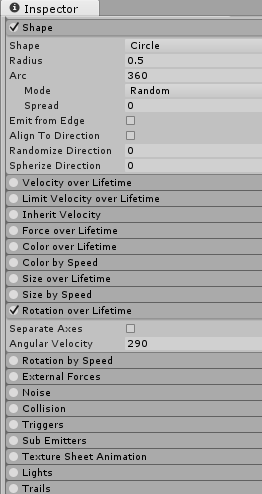 Inspector
Shape
Shape Circle
Radius 0.5
Arc 360
Mode Random
Spread 0
Emit from Edge
Align To Direction
Randomize Direction 0
Spherize Direction 0
Velocity over Lifetime
Limit Velocity over Lifetime
Inherit Velocity
Force over Lifetime
Color over Lifetime
Color by Speed
Size over Lifetime
Size by Speed
Rotation over Lifetime
Separate Axes
Angular Velocity 290
Rotation by Speed
External Forces
Noise
Collision
Triggers
Sub Emitters
Texture Sheet Animation
Lights
Trails